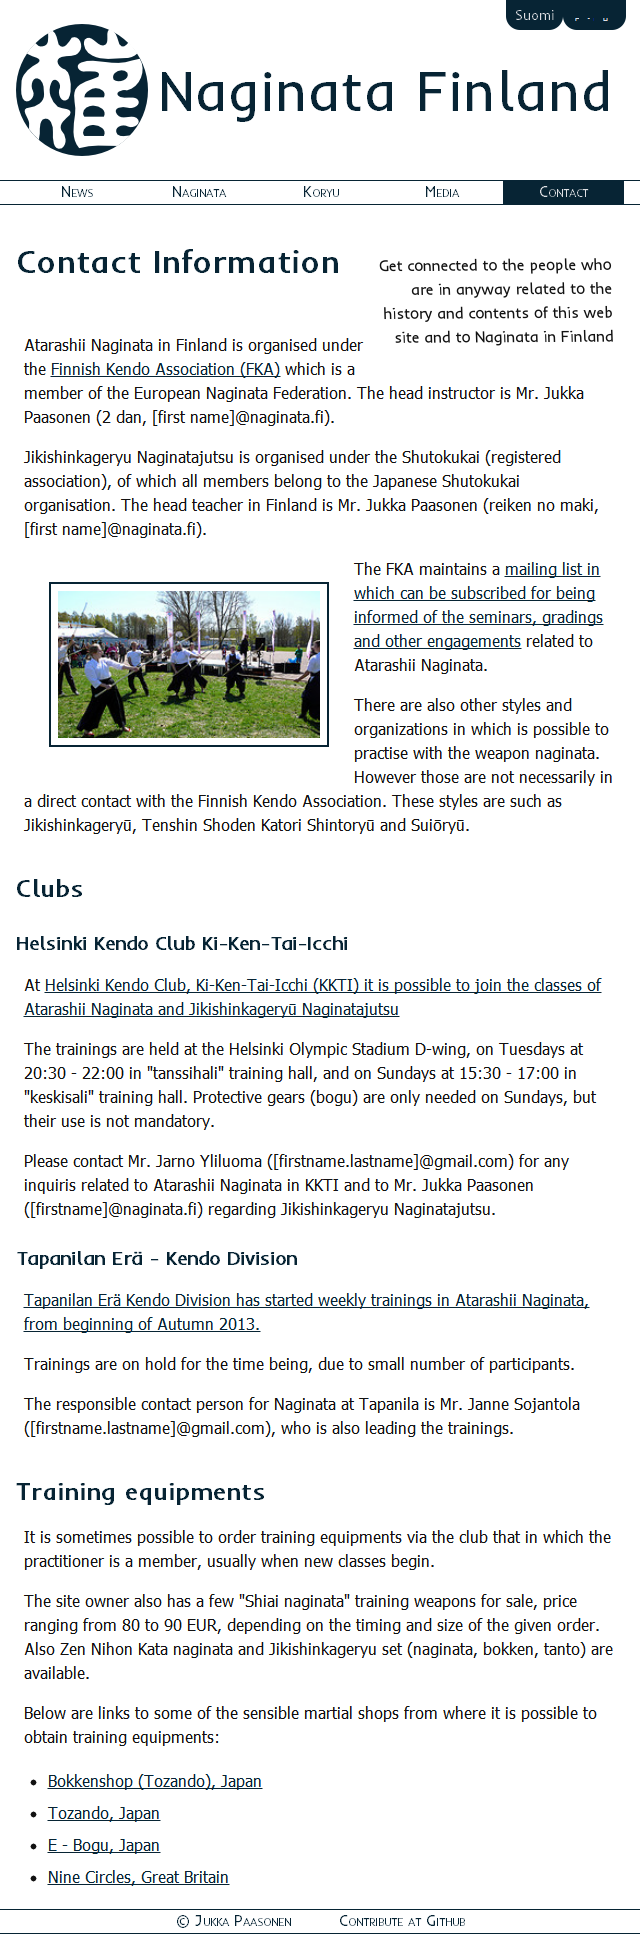 Suomi
Naginata Finland
News Naginata Koryu Media Contact
Contact Information
Get connected to the people who
are in anyway related to the
history and contents of this web
site and to Naginata in Finland
Atarashii Naginata in Finland is organised under
the Finnish Kendo Association (FKA) which is a
member of the European Naginata Federation. The head instructor is Mr. Jukka
Paasonen (2 dan, [first name]@naginata.fi).
Jikishinkageryu Naginatajutsu is organised under the Shutokukai (registered
association), of which all members belong to the Japanese Shutokukai
organisation. The head teacher in Finland is Mr. Jukka Paasonen (reiken no maki,
[first name]@naginata.fi).
The FKA maintains a mailing list in
which can be subscribed for being
informed of the seminars, gradings
and other engagements related to
Atarashii Naginata.
There are also other styles and
organizations in which is possible to
practise with the weapon naginata.
However those are not necessarily in
a direct contact with the Finnish Kendo Association. These styles are such as
Jikishinkageryū, Tenshin Shoden Katori Shintoryū and Suiōryū.
Clubs
Helsinki Kendo Club Ki-Ken-Tai-Icchi
At Helsinki Kendo Club, Ki-Ken-Tai-Icchi (KKTI) it is possible to join the classes of
Atarashii Naginata and Jikishinkageryū Naginatajutsu
The trainings are held at the Helsinki Olympic Stadium D-wing, on Tuesdays at
20:30 - 22:00 in "tanssihali" training hall, and on Sundays at 15:30 - 17:00 in
"keskisali" training hall. Protective gears (bogu) are only needed on Sundays, but
their use is not mandatory.
Please contact Mr. Jarno Yliluoma ([firstname.lastname]@gmail.com) for any
inquiris related to Atarashii Naginata in KKTI and to Mr. Jukka Paasonen
([firstname]@naginata.fi) regarding Jikishinkageryu Naginatajutsu.
Tapanilan Erä - Kendo Division
Tapanilan Erä Kendo Division has started weekly trainings in Atarashii Naginata,
from beginning of Autumn 2013.
Trainings are on hold for the time being, due to small number of participants.
The responsible contact person for Naginata at Tapanila is Mr. Janne Sojantola
([firstname.lastname]@gmail.com), who is also leading the trainings.
Training equipments
It is sometimes possible to order training equipments via the club that in which the
practitioner is a member, usually when new classes begin.
The site owner also has a few "Shiai naginata" training weapons for sale, price
ranging from 80 to 90 EUR, depending on the timing and size of the given order.
Also Zen Nihon Kata naginata and Jikishinkageryu set (naginata, bokken, tanto) are
available.
Below are links to some of the sensible martial shops from where it is possible to
obtain training equipments:
• Bokkenshop (Tozando), Japan
• Tozando, Japan
• E - Bogu, Japan
• Nine Circles, Great Britain
© Jukka Paasonen Contribute at Github